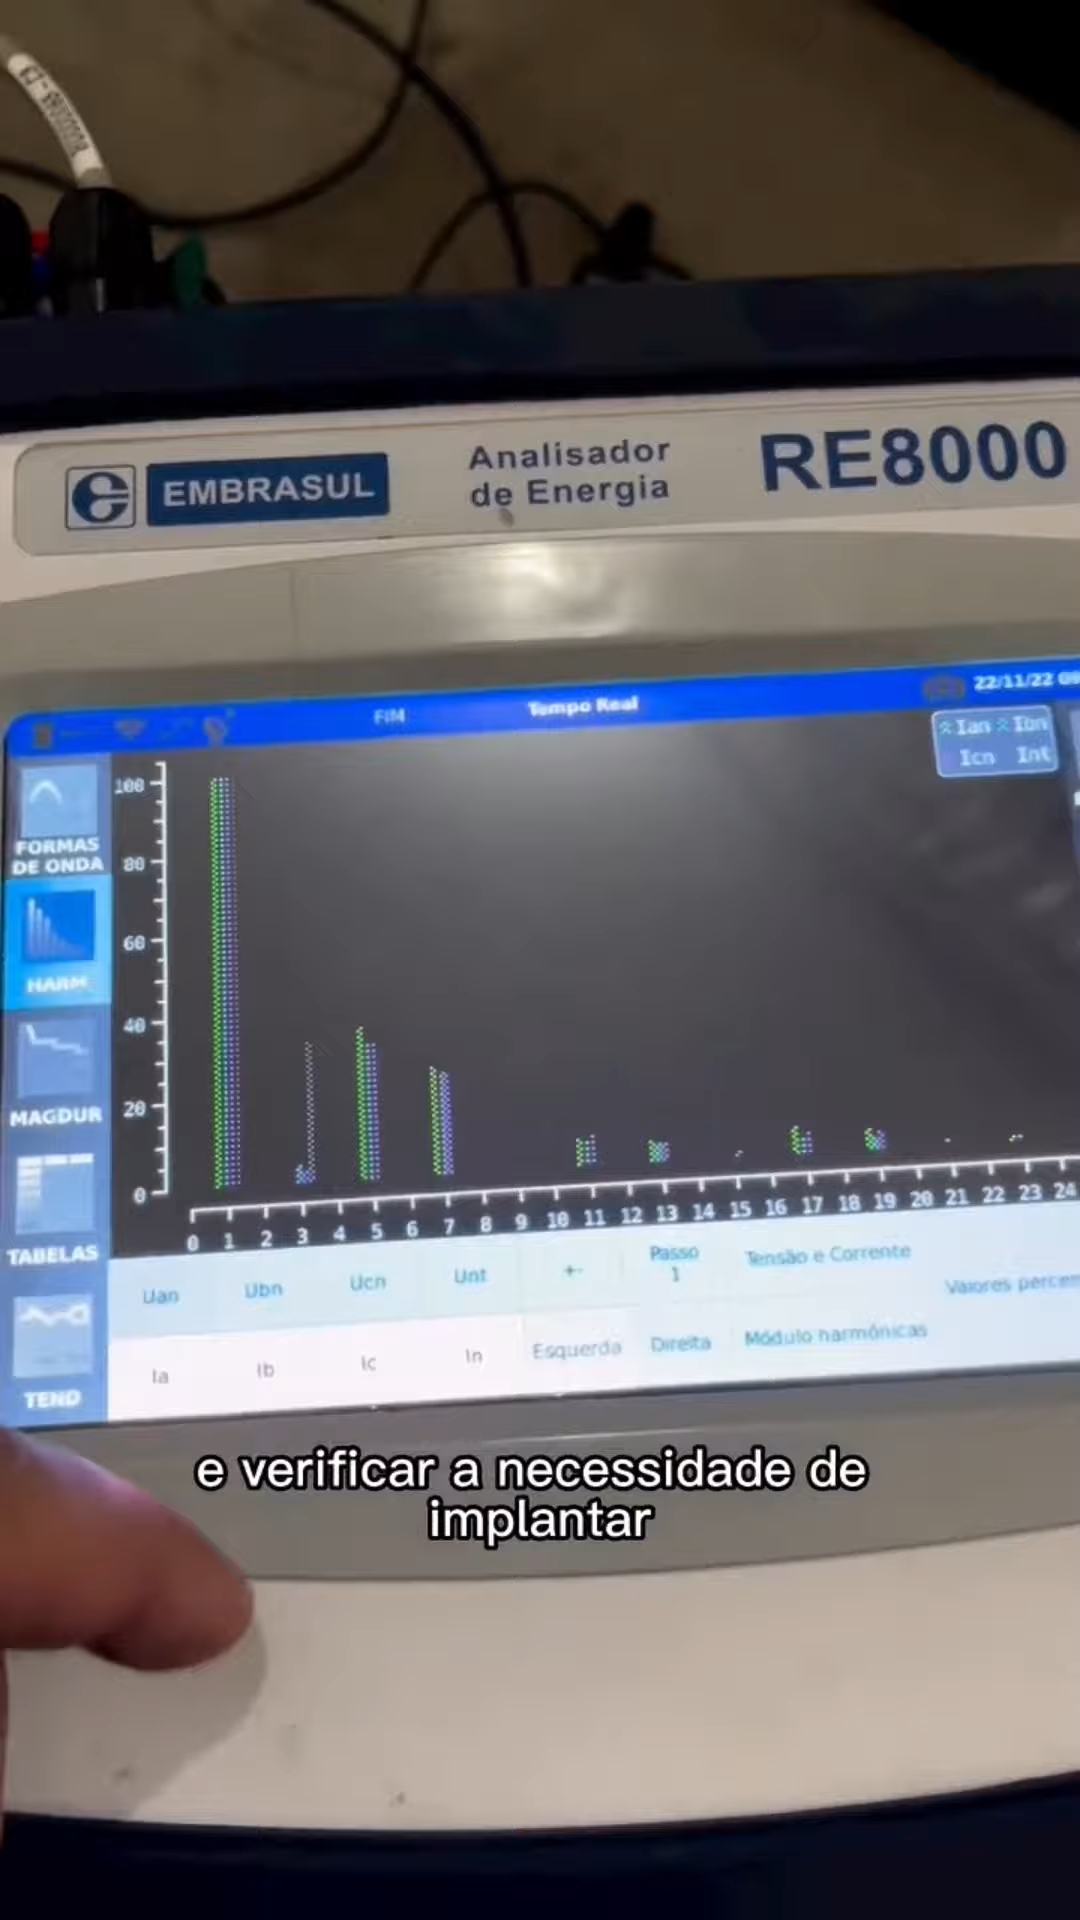 EMBRASUL
Analisador
de Energia
RE8000
FIM
Tempo Real
22/11/22
Ian Ibn
Icn Int
FORMAS
DE ONDA
HARM
MAGDUR
TABELAS
TEND
100
80
60
40
20
0
0 1 2 3 4 5 6 7 8 9 10 11 12 13 14 15 16 17 18 19 20 21 22 23 24
Uan Ubn Ucn Unt +- Passo
1
Tensão e Corrente
Valores
Ia Ib Ic In Esquerda Direita Módulo harmónicas
e verificar a necessidade de
implantar